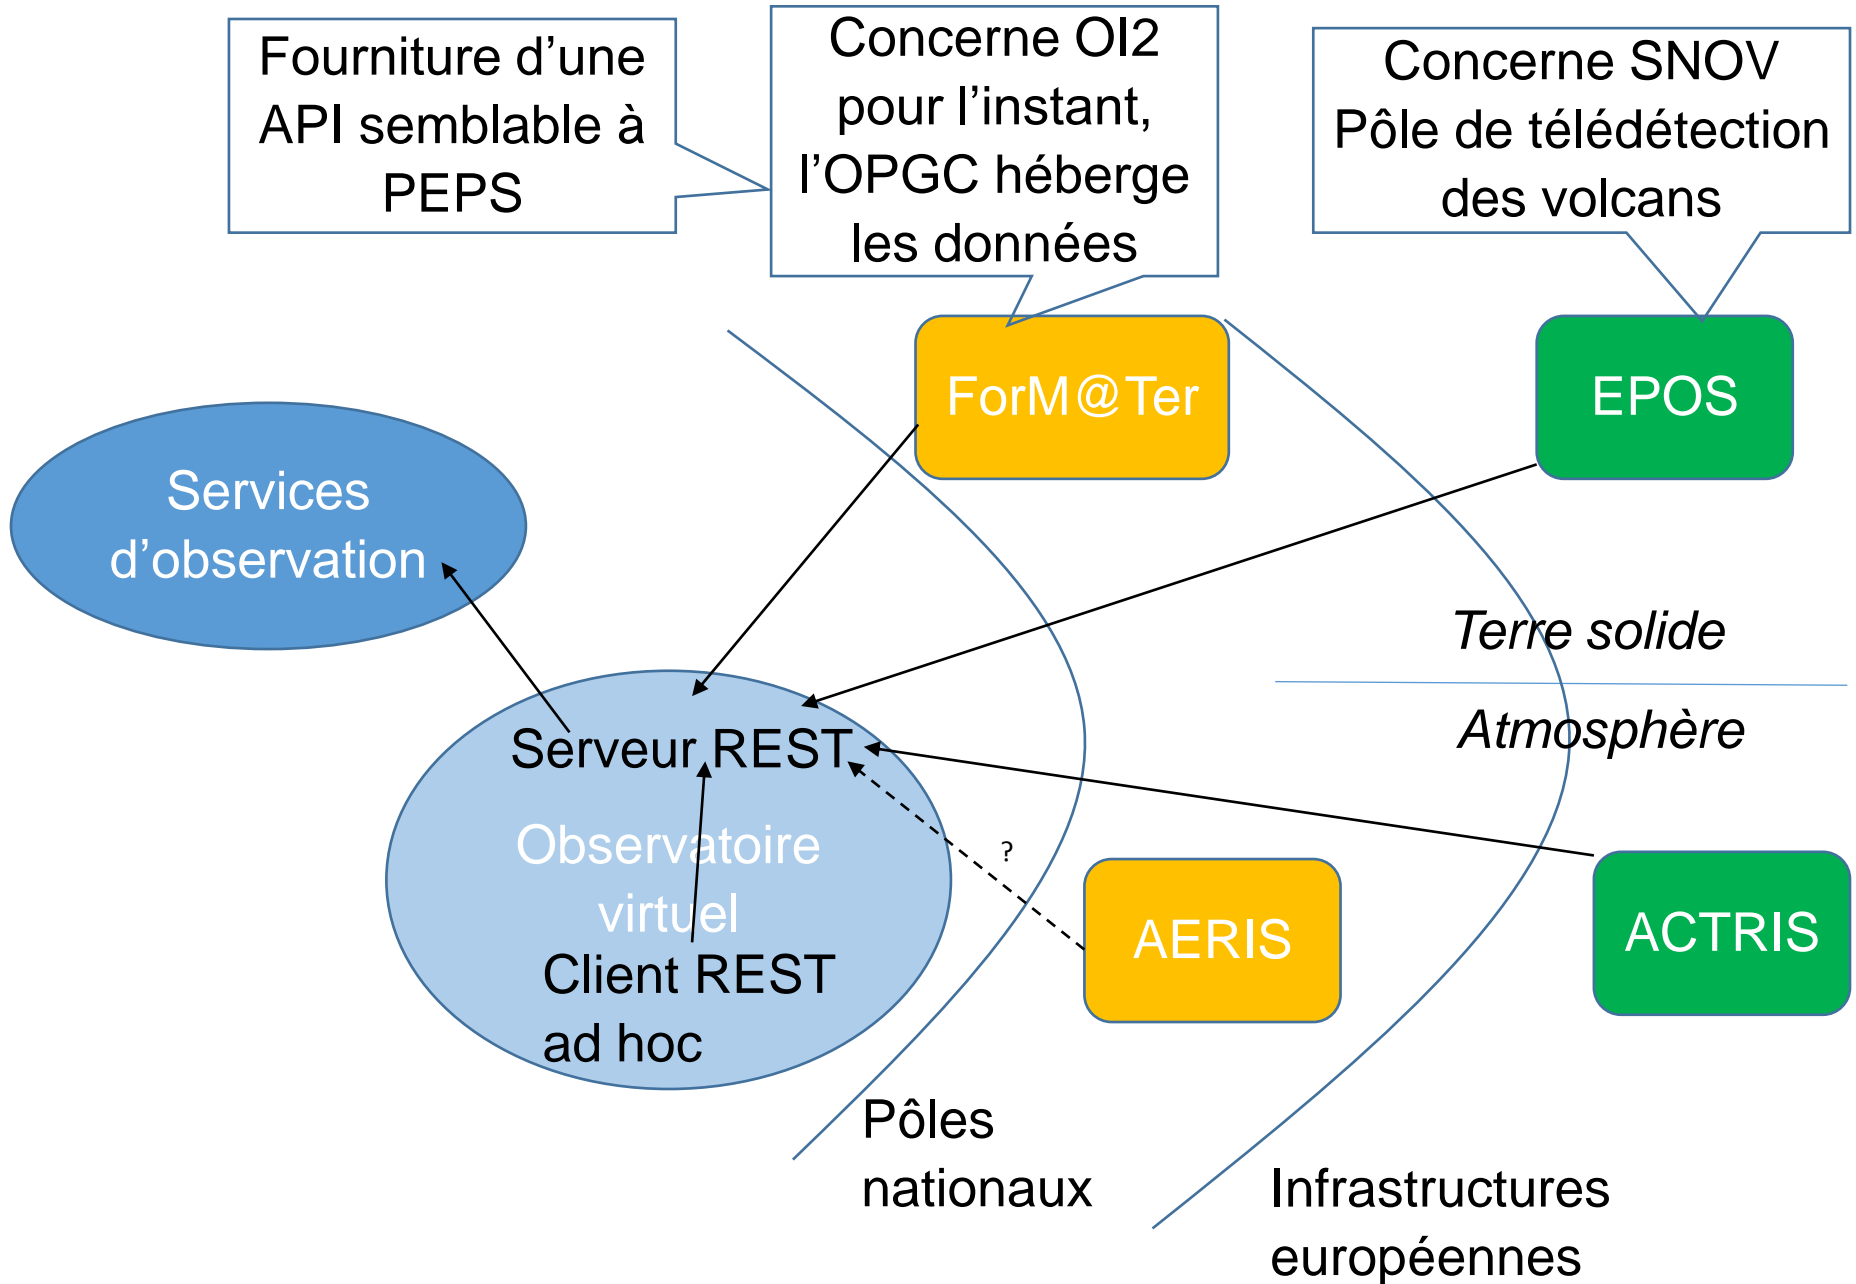 Fourniture d’une
API semblable à
PEPS
Concerne OI2
pour l’instant,
l’OPGC héberge
les données
Concerne SNOV
Pôle de télédétection
des volcans
ForM@Ter
EPOS
Services
d’observation
Terre solide
Atmosphère
Serveur REST
Observatoire
virtuel
Client REST
ad hoc
?
AERIS
ACTRIS
Pôles
nationaux
Infrastructures
européennes